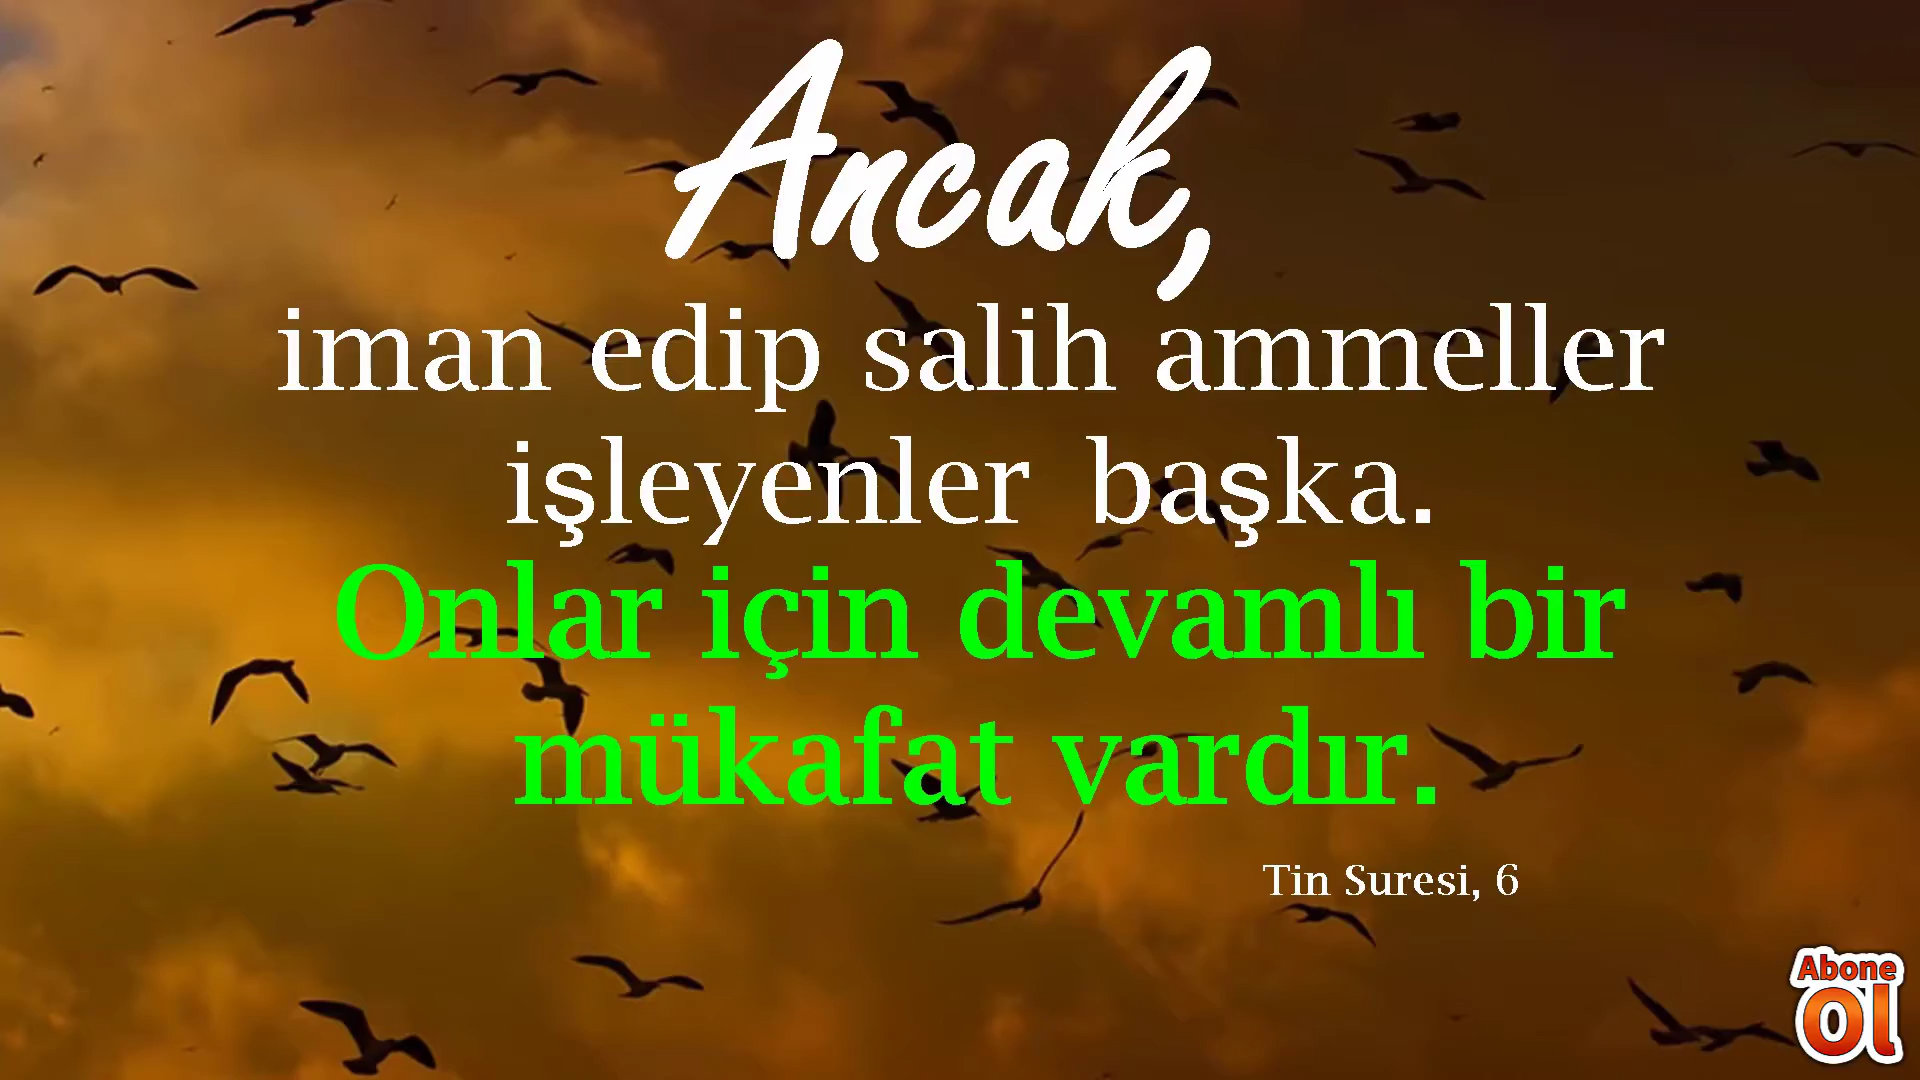 Ancak,
iman edip salih ammeller
işleyenler başka.
Onlar için devamlı bir
mükafat vardır.
Tin Suresi, 6
Abone
Ol